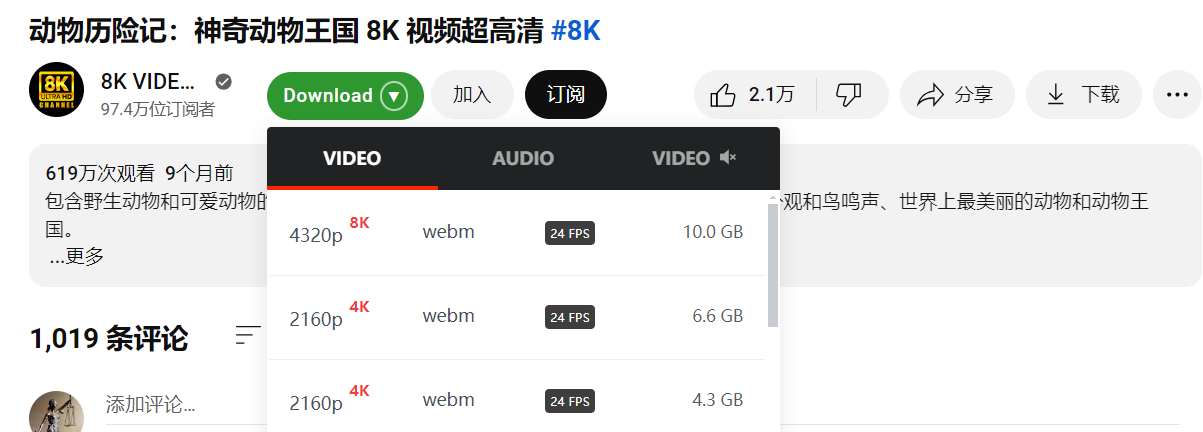 动物历险记：神奇动物王国 8K 视频超高清 #8K
8K
ULTRA HD
CHANNEL
8K VIDE...
97.4万位订阅者
Download
加入
订阅
2.1万
分享
下载
VIDEO
AUDIO
VIDEO
619万次观看 9个月前
包含野生动物和可爱动物的
观和鸟鸣声、世界上最美丽的动物和动物王
国。
...更多
4320p 8K webm 24 FPS 10.0 GB
2160p 4K webm 24 FPS 6.6 GB
2160p 4K webm 24 FPS 4.3 GB
1,019 条评论
添加评论...